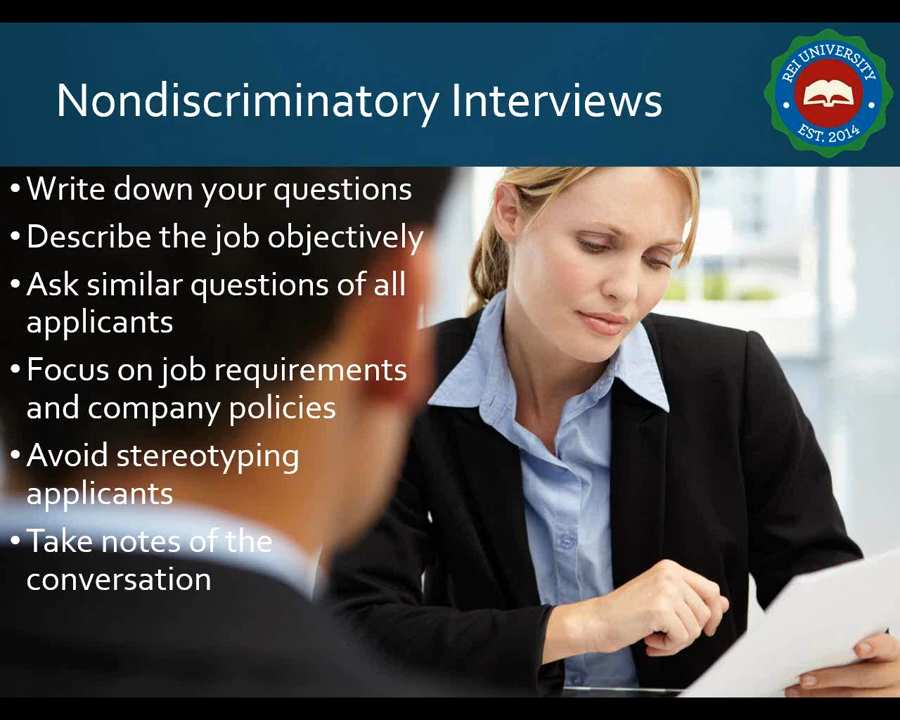 Nondiscriminatory Interviews
REI UNIVERSITY
EST. 2014
• Write down your questions
• Describe the job objectively
• Ask similar questions of all
applicants
• Focus on job requirements
and company policies
• Avoid stereotyping
applicants
• Take notes of the
conversation